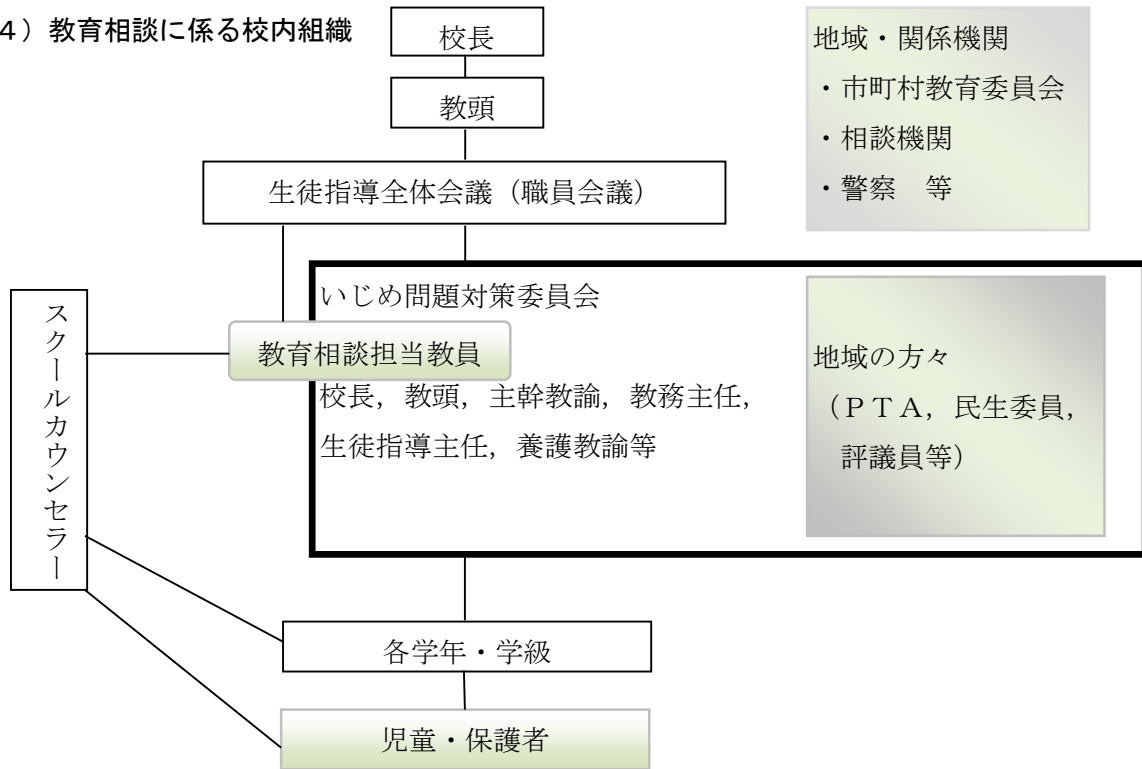 4）教育相談に係る校内組織
校長
教頭
生徒指導全体会議（職員会議）
地域・関係機関
・市町村教育委員会
・相談機関
・警察　等
スクールカウンセラー
いじめ問題対策委員会
教育相談担当教員
校長，教頭，主幹教諭，教務主任，
生徒指導主任，養護教諭等
地域の方々
（ＰＴＡ，民生委員，
評議員等）
各学年・学級
児童・保護者